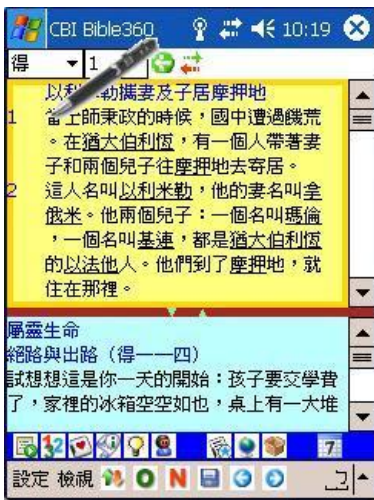 CBI Bible360 10:19
得 1
以利米勒攜妻及子居摩押地
1 當士師秉政的時候，國中遭遇饑荒
。在猶大伯利恆，有一個人帶著妻
子和兩個兒子往摩押地去寄居。
2 這人名叫以利米勒，他的妻名叫拿
俄米。他兩個兒子：一個名叫瑪倫
，一個名叫基連，都是猶大伯利恆
的以法他人。他們到了摩押地，就
住在那裡。
屬靈生命
絕路與出路（得一一四）
試想想這是你一天的開始：孩子要交學費
了，家裡的冰箱空空如也，桌上有一大堆
7
設定 檢視 O N